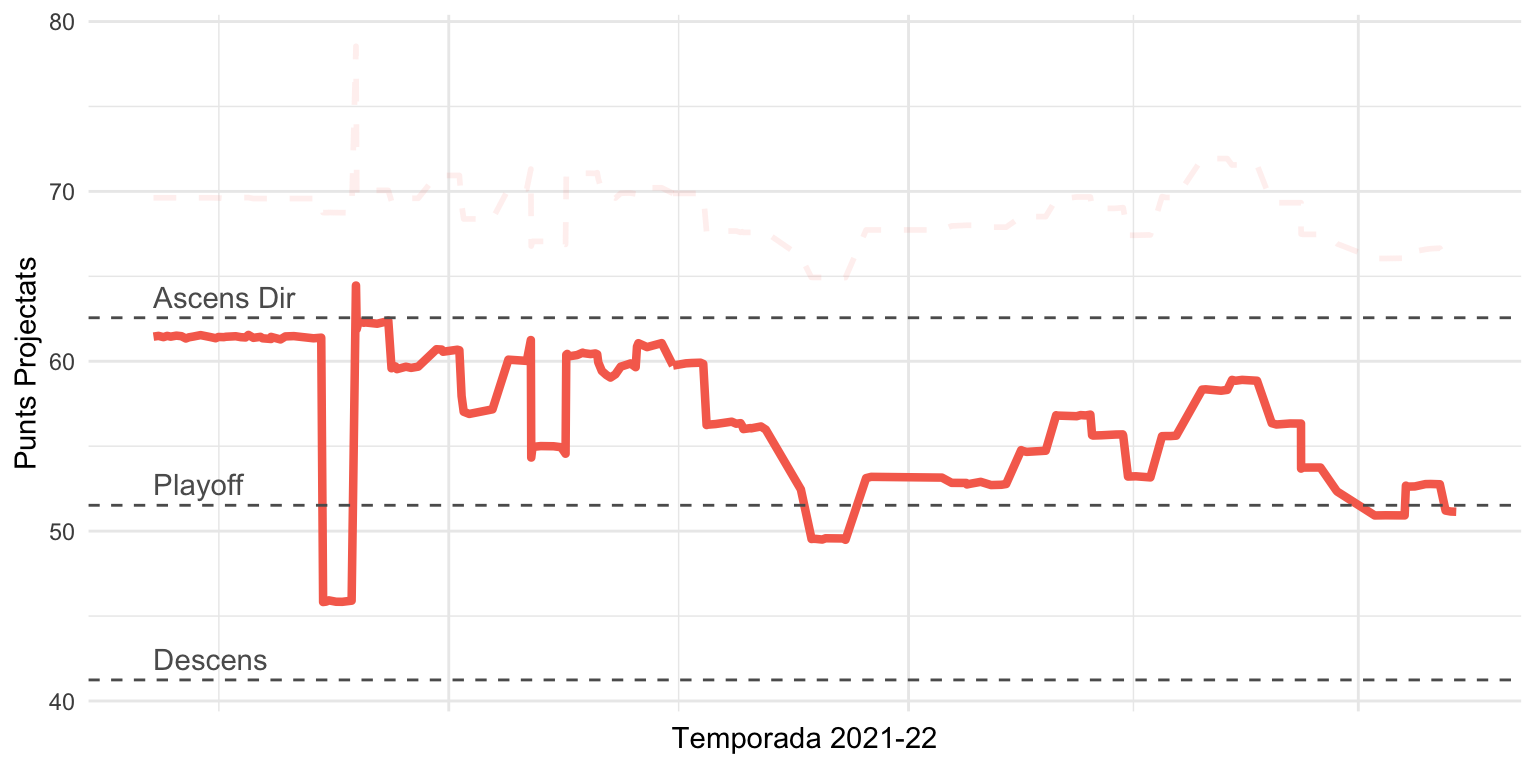 80
70
60
50
40
Punts Projectats
Ascens Dir
Playoff
Descens
Temporada 2021-22